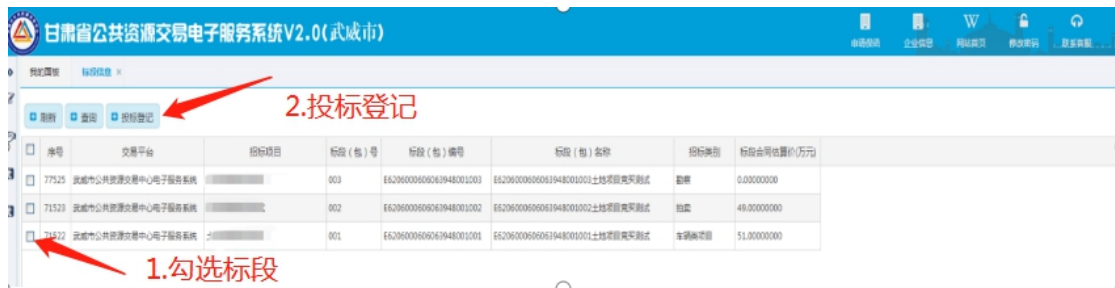 甘肃省公共资源交易电子服务系统V2.0(武威市)
企业信息 网站首页 修改密码 联系客服
我的面板 标段信息 ×
刷新 查询 投标登记
2.投标登记
序号 交易平台 招标项目 标段（包）号 标段（包）编号 标段（包）名称 招标类别 标段合同估算价(万元)
77525 武威市公共资源交易中心电子服务系统 003 E6206000606063948001003 E6206000606063948001003土地项目竞买测试 勘察 0.00000000
71523 武威市公共资源交易中心电子服务系统 002 E6206000606063948001002 E6206000606063948001002土地项目竞买测试 拍卖 49.00000000
71522 武威市公共资源交易中心电子服务系统 001 E6206000606063948001001 E6206000606063948001001土地项目竞买测试 车辆类项目 51.00000000
1.勾选标段